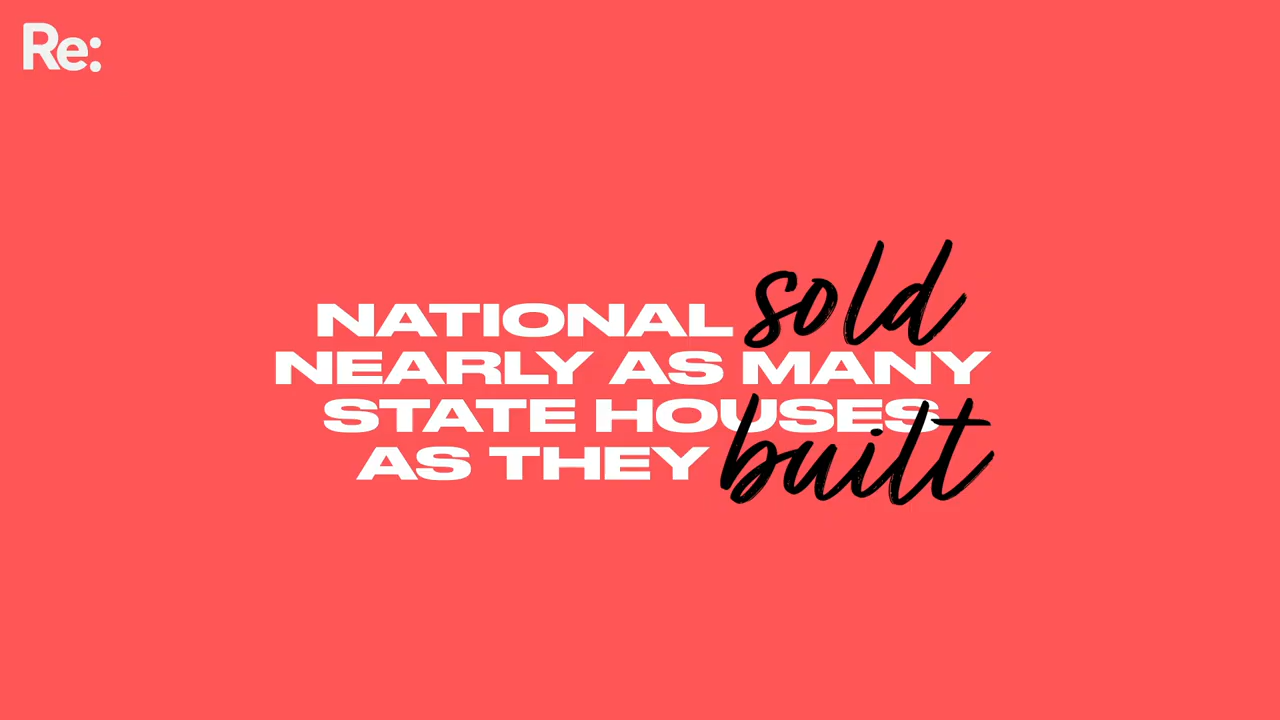 Re:
NATIONAL sold
NEARLY AS MANY
STATE HOUSES
AS THEY built